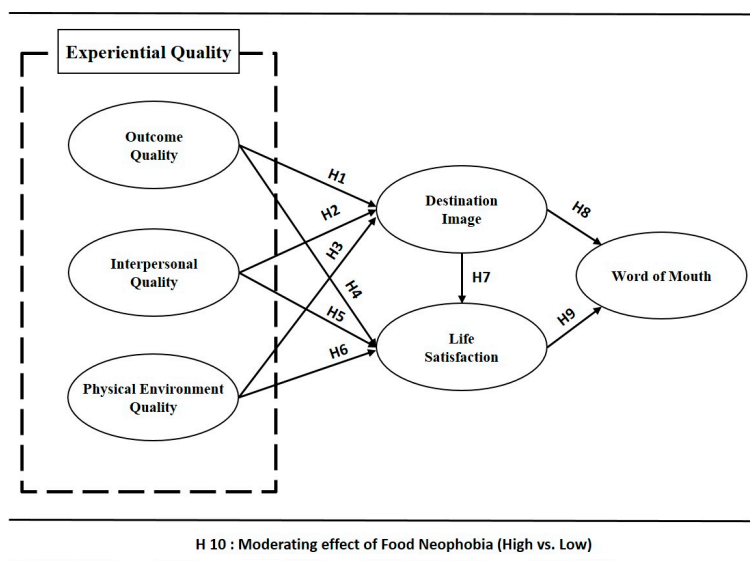 Experiential Quality
Outcome
Quality
Interpersonal
Quality
Physical Environment
Quality
H1
H2
H3
H4
H5
H6
Destination
Image
H7
Life
Satisfaction
H8
H9
Word of Mouth
H 10 : Moderating effect of Food Neophobia (High vs. Low)